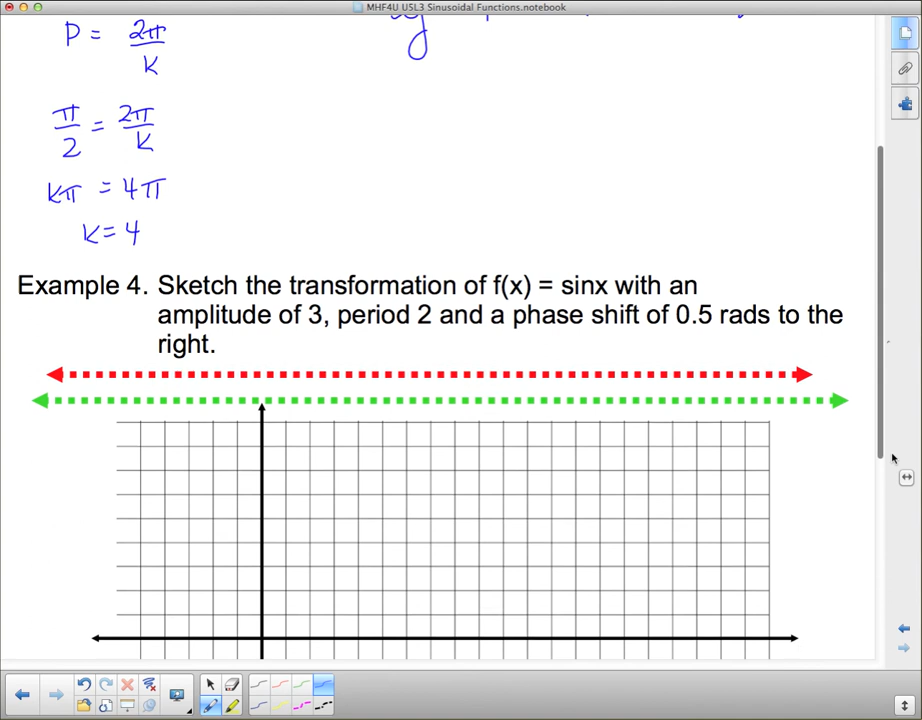 MHF4U U5L3 Sinusoidal Functions.notebook
P = 2π/k
π/2 = 2π/k
kπ = 4π
k = 4
Example 4. Sketch the transformation of f(x) = sinx with an
amplitude of 3, period 2 and a phase shift of 0.5 rads to the
right.